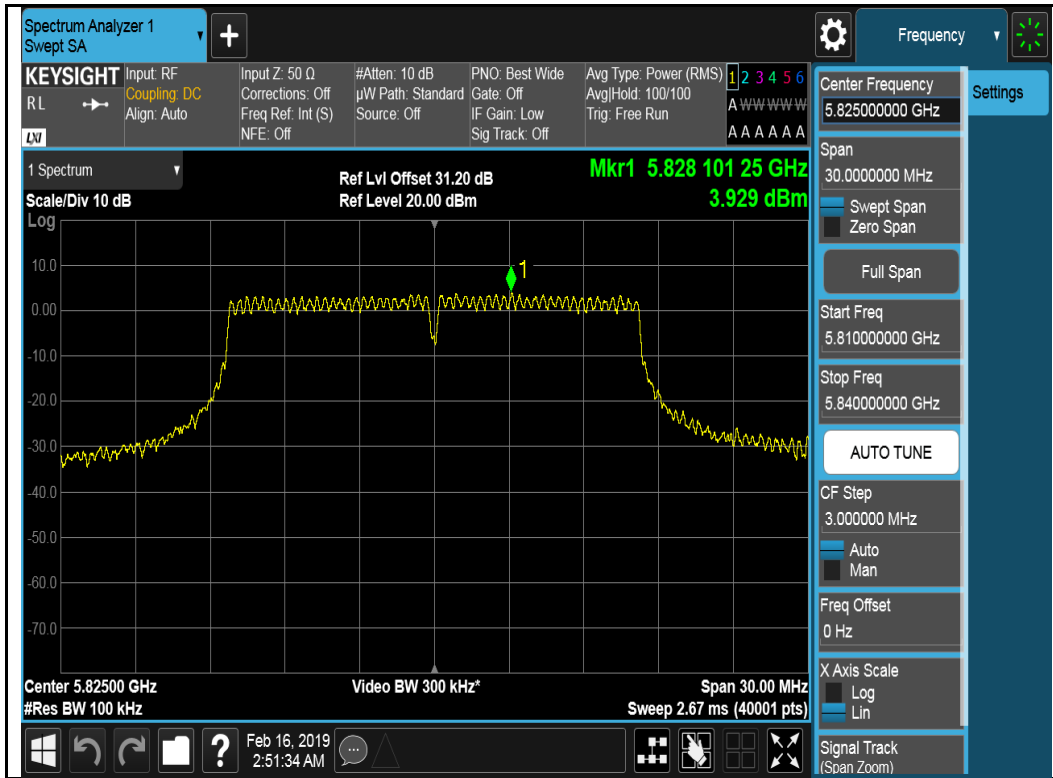 Spectrum Analyzer 1
Swept SA
+
Frequency
KEYSIGHT
RL
LXI
Input: RF
Coupling: DC
Align: Auto
Input Z: 50 Ω
Corrections: Off
Freq Ref: Int (S)
NFE: Off
#Atten: 10 dB
µW Path: Standard
Source: Off
PNO: Best Wide
Gate: Off
IF Gain: Low
Sig Track: Off
Avg Type: Power (RMS)
Avg|Hold: 100/100
Trig: Free Run
1 2 3 4 5 6
A W W W W W
A A A A A A
1 Spectrum
Scale/Div 10 dB
Log
Ref Lvl Offset 31.20 dB
Ref Level 20.00 dBm
Mkr1 5.828 101 25 GHz
3.929 dBm
1
10.0
0.00
-10.0
-20.0
-30.0
-40.0
-50.0
-60.0
-70.0
Center 5.82500 GHz
#Res BW 100 kHz
Video BW 300 kHz*
Span 30.00 MHz
Sweep 2.67 ms (40001 pts)
Center Frequency
5.825000000 GHz
Span
30.0000000 MHz
Swept Span
Zero Span
Full Span
Start Freq
5.810000000 GHz
Stop Freq
5.840000000 GHz
AUTO TUNE
CF Step
3.000000 MHz
Auto
Man
Freq Offset
0 Hz
X Axis Scale
Log
Lin
Signal Track
(Span Zoom)
Settings
?
Feb 16, 2019
2:51:34 AM